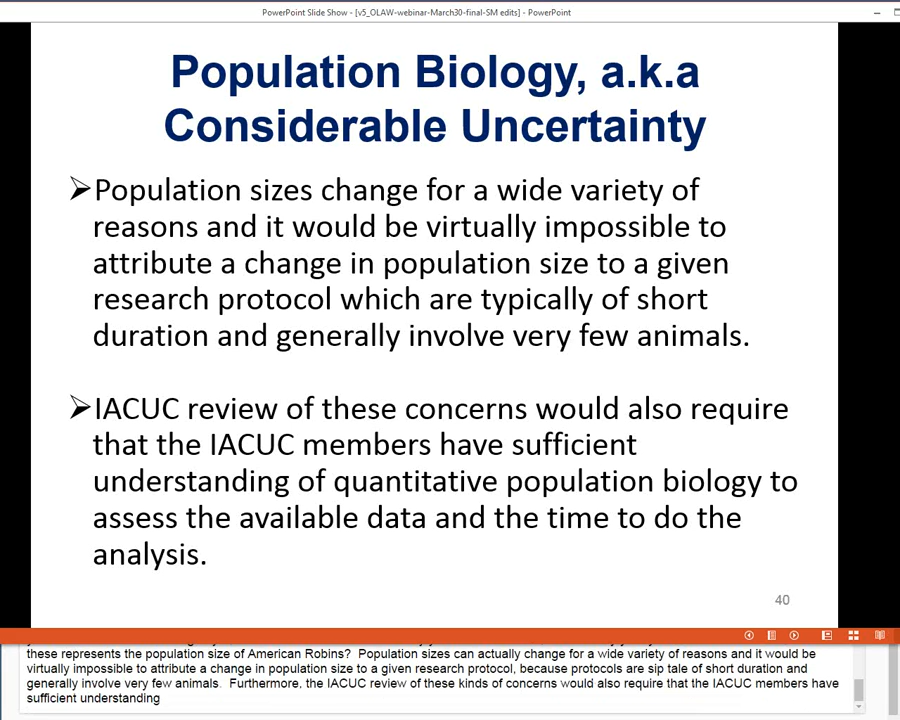 PowerPoint Slide Show - [v5_OLAW-webinar-March30-final-SM edits] - PowerPoint
Population Biology, a.k.a
Considerable Uncertainty
➢Population sizes change for a wide variety of
reasons and it would be virtually impossible to
attribute a change in population size to a given
research protocol which are typically of short
duration and generally involve very few animals.
➢IACUC review of these concerns would also require
that the IACUC members have sufficient
understanding of quantitative population biology to
assess the available data and the time to do the
analysis.
40
these represents the population size of American Robins?  Population sizes can actually change for a wide variety of reasons and it would be
virtually impossible to attribute a change in population size to a given research protocol, because protocols are sip tale of short duration and
generally involve very few animals.  Furthermore, the IACUC review of these kinds of concerns would also require that the IACUC members have
sufficient understanding